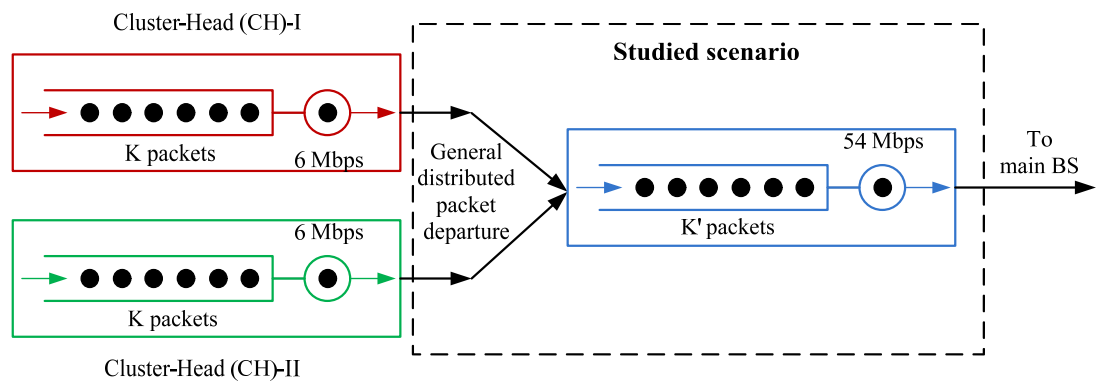 Cluster-Head (CH)-I
K packets
6 Mbps
General
distributed
packet
departure
6 Mbps
K packets
Cluster-Head (CH)-II
Studied scenario
54 Mbps
K' packets
To
main BS